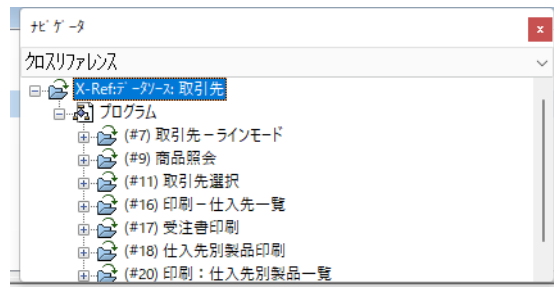 ﾅﾋﾞｹﾞｰﾀ
x
クロスリファレンス
X-Ref:ﾃﾞｰﾀｿｰｽ: 取引先
プログラム
(#7) 取引先－ラインモード
(#9) 商品照会
(#11) 取引先選択
(#16) 印刷－仕入先一覧
(#17) 受注書印刷
(#18) 仕入先別製品印刷
(#20) 印刷：仕入先別製品一覧